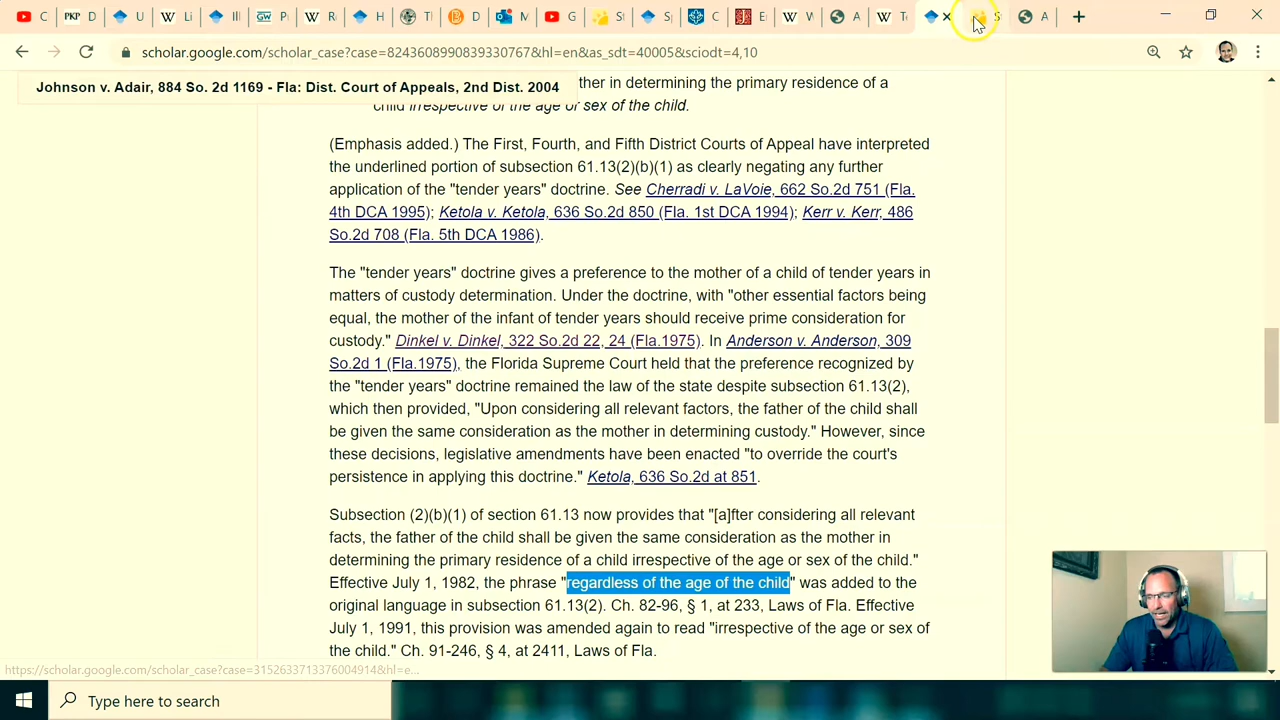 C PKP D U W Li Ill GW P W R H Tl D M G St Sp C E W W A W T S A
scholar.google.com/scholar_case?case=8243608990839330767&hl=en&as_sdt=40005&sciodt=4,10
Johnson v. Adair, 884 So. 2d 1169 - Fla: Dist. Court of Appeals, 2nd Dist. 2004
ther in determining the primary residence of a
child irrespective of the age or sex of the child.
(Emphasis added.) The First, Fourth, and Fifth District Courts of Appeal have interpreted
the underlined portion of subsection 61.13(2)(b)(1) as clearly negating any further
application of the "tender years" doctrine. See Cherradi v. LaVoie, 662 So.2d 751 (Fla.
4th DCA 1995); Ketola v. Ketola, 636 So.2d 850 (Fla. 1st DCA 1994); Kerr v. Kerr, 486
So.2d 708 (Fla. 5th DCA 1986).
The "tender years" doctrine gives a preference to the mother of a child of tender years in
matters of custody determination. Under the doctrine, with "other essential factors being
equal, the mother of the infant of tender years should receive prime consideration for
custody." Dinkel v. Dinkel, 322 So.2d 22, 24 (Fla.1975). In Anderson v. Anderson, 309
So.2d 1 (Fla.1975), the Florida Supreme Court held that the preference recognized by
the "tender years" doctrine remained the law of the state despite subsection 61.13(2),
which then provided, "Upon considering all relevant factors, the father of the child shall
be given the same consideration as the mother in determining custody." However, since
these decisions, legislative amendments have been enacted "to override the court's
persistence in applying this doctrine." Ketola, 636 So.2d at 851.
Subsection (2)(b)(1) of section 61.13 now provides that "[a]fter considering all relevant
facts, the father of the child shall be given the same consideration as the mother in
determining the primary residence of a child irrespective of the age or sex of the child."
Effective July 1, 1982, the phrase "regardless of the age of the child" was added to the
original language in subsection 61.13(2). Ch. 82-96, § 1, at 233, Laws of Fla. Effective
July 1, 1991, this provision was amended again to read "irrespective of the age or sex of
the child." Ch. 91-246, § 4, at 2411, Laws of Fla.
https://scholar.google.com/scholar_case?case=3152633713376004914&hl=e...
Type here to search